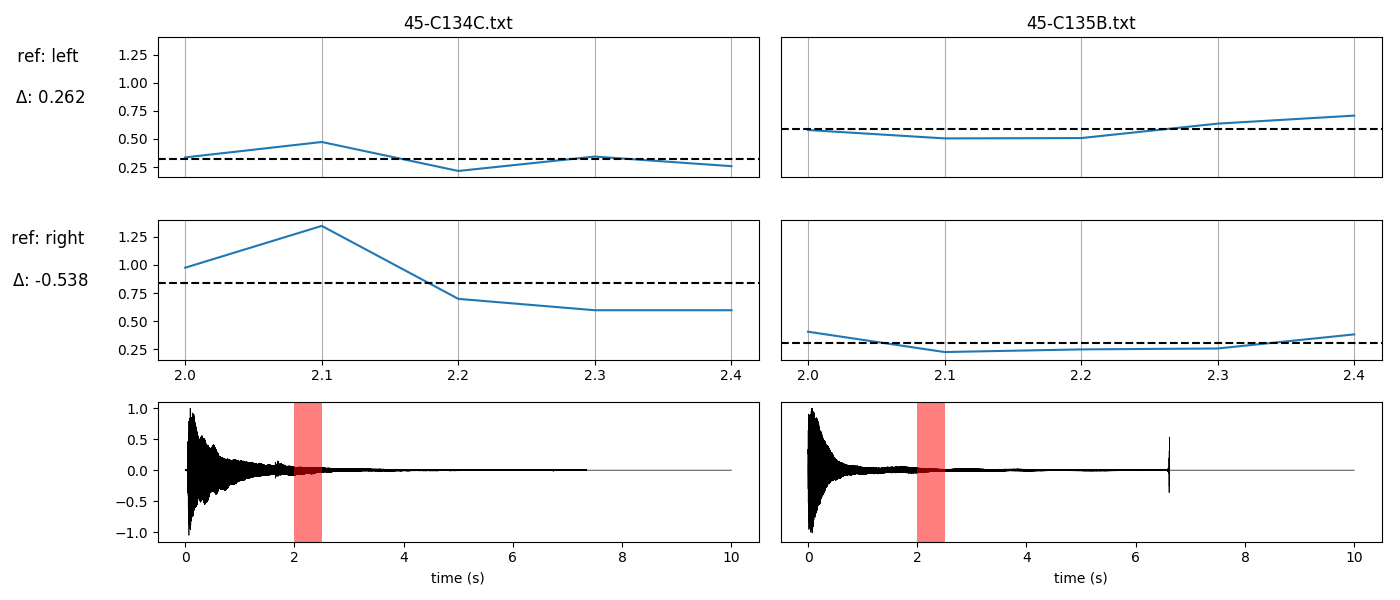 45-C134C.txt
45-C135B.txt
ref: left
Δ: 0.262
1.25
1.00
0.75
0.50
0.25
ref: right
Δ: -0.538
1.25
1.00
0.75
0.50
0.25
2.0 2.1 2.2 2.3 2.4
2.0 2.1 2.2 2.3 2.4
1.0
0.5
0.0
−0.5
−1.0
0 2 4 6 8 10
0 2 4 6 8 10
time (s)
time (s)